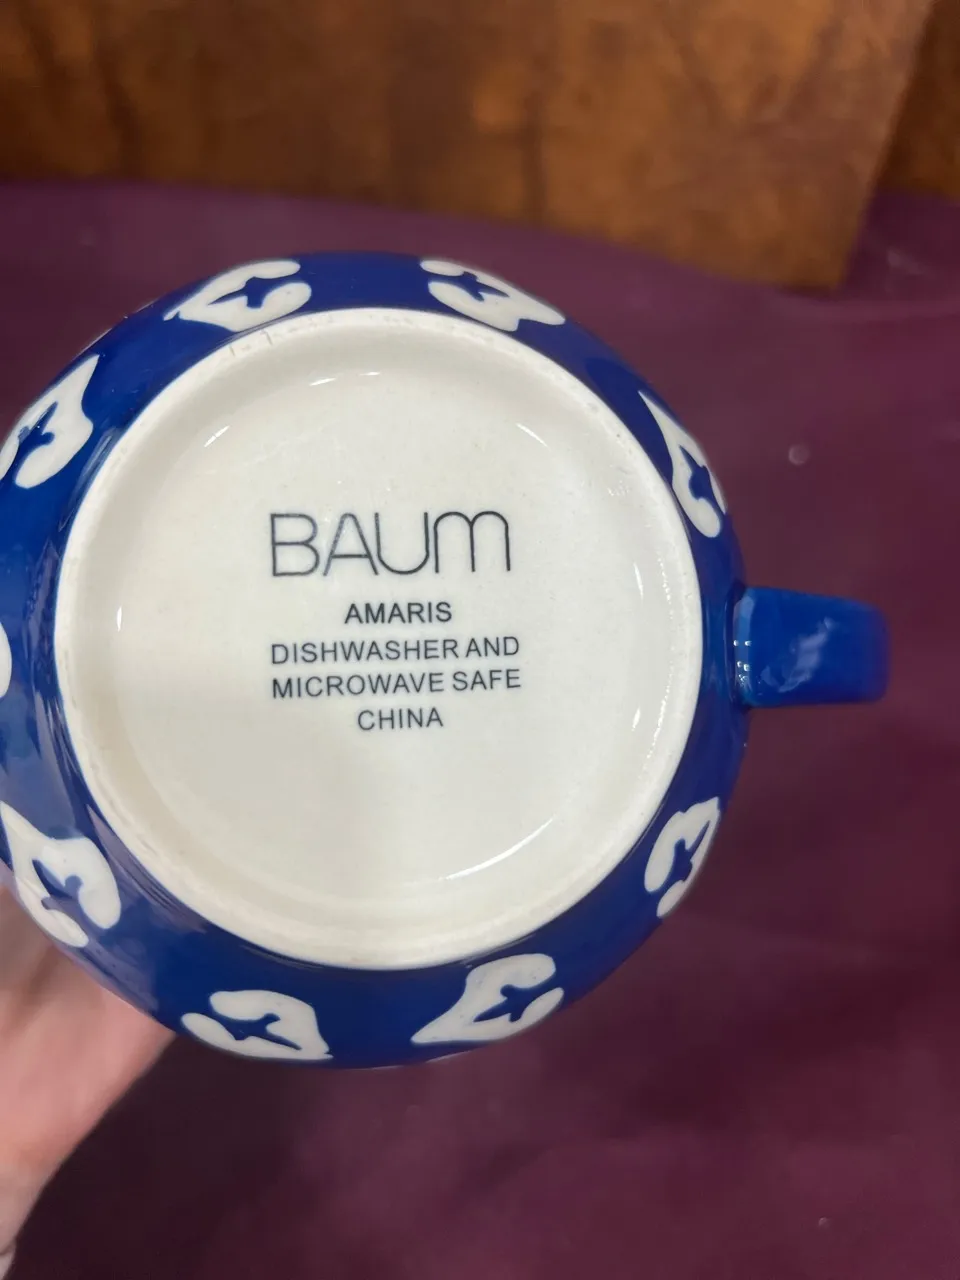 BAUM
AMARIS
DISHWASHER AND
MICROWAVE SAFE
CHINA